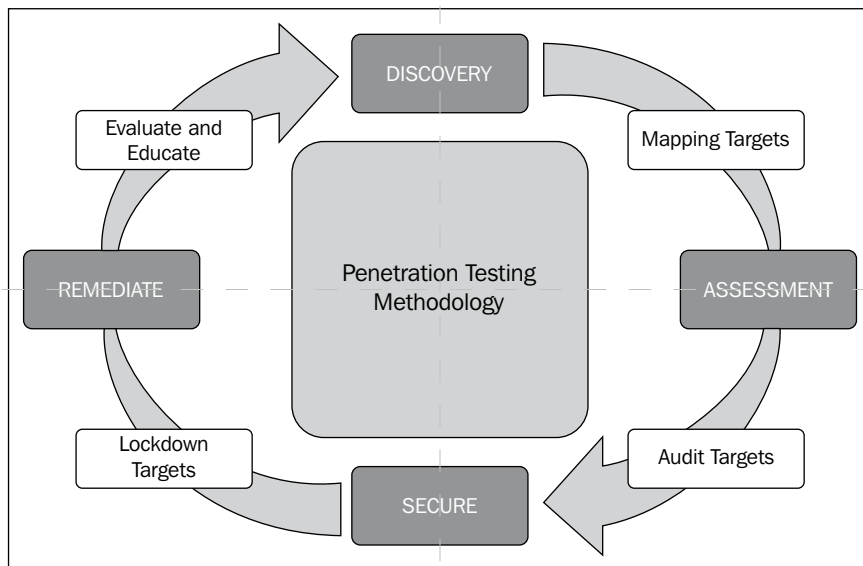 DISCOVERY
Evaluate and
Educate
Mapping Targets
Penetration Testing
Methodology
REMEDIATE
ASSESSMENT
Lockdown
Targets
Audit Targets
SECURE